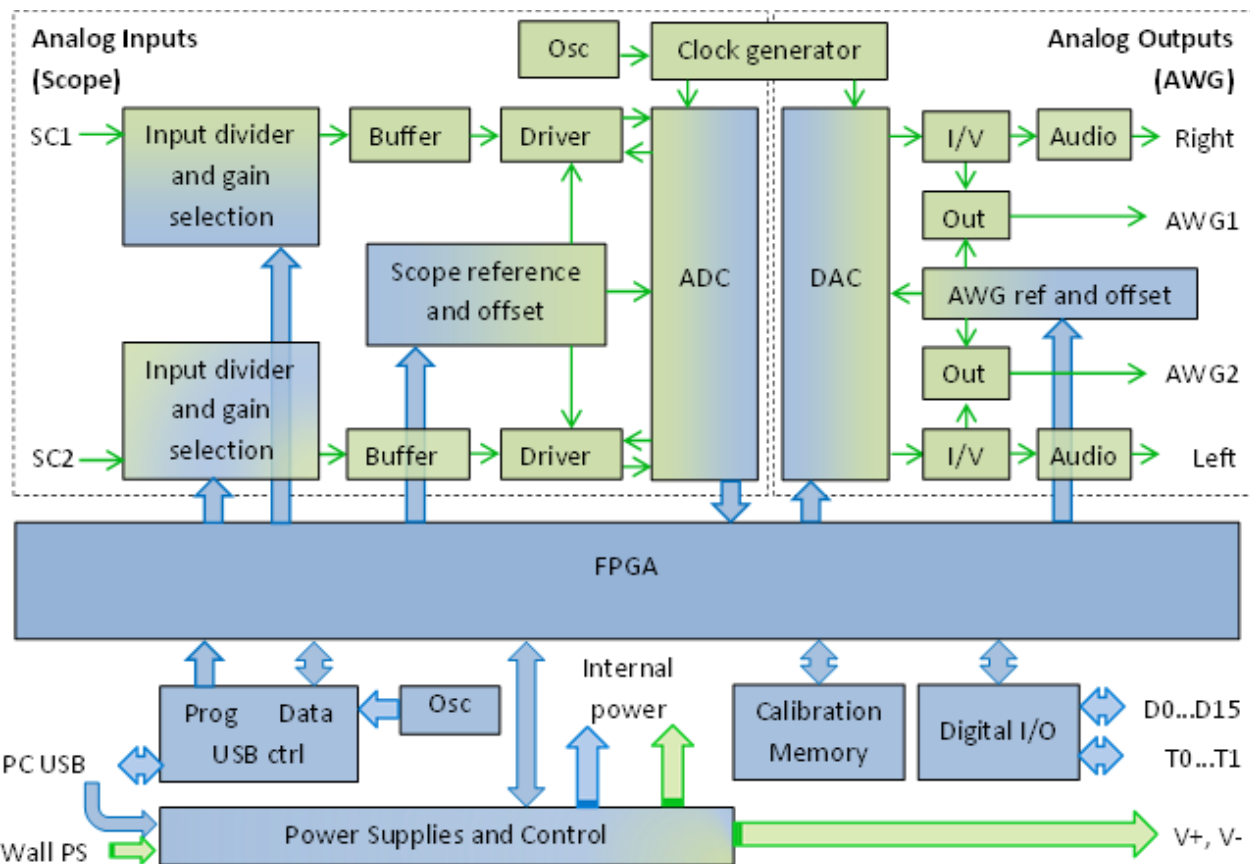 Analog Inputs
(Scope)
Osc
Clock generator
Analog Outputs
(AWG)
SC1
Input divider
and gain
selection
Buffer
Driver
ADC
DAC
I/V
Audio
Right
Out
AWG1
Scope reference
and offset
AWG ref and offset
Input divider
and gain
selection
Out
AWG2
SC2
Buffer
Driver
I/V
Audio
Left
FPGA
Prog Data
USB ctrl
Osc
Internal
power
Calibration
Memory
Digital I/O
D0...D15
T0...T1
PC USB
Power Supplies and Control
Wall PS
V+, V-